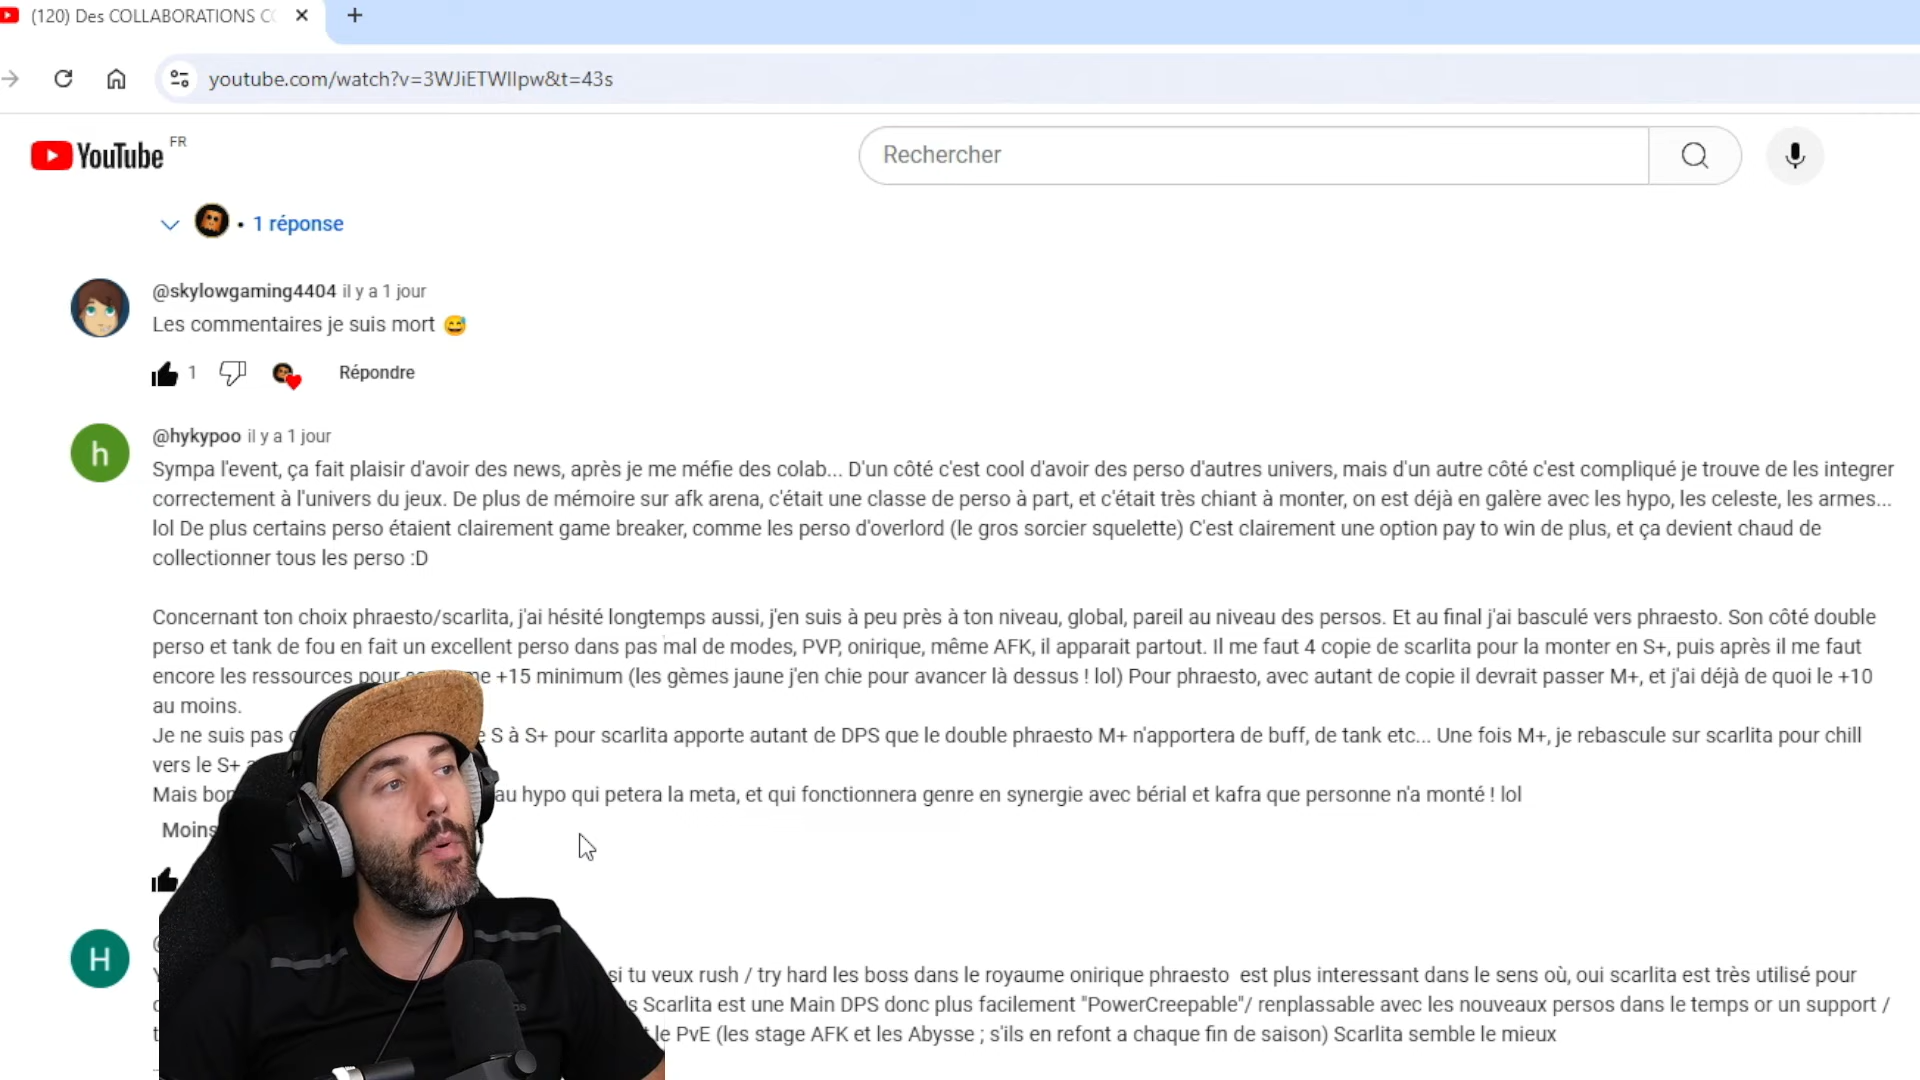 (120) Des COLLABORATIONS
youtube.com/watch?v=3WJiETWIlpw&t=43s
YouTube FR
Rechercher
• 1 réponse
@skylowgaming4404 il y a 1 jour
Les commentaires je suis mort 😅
1 Répondre
h
@hykypoo il y a 1 jour
Sympa l'event, ça fait plaisir d'avoir des news, après je me méfie des colab... D'un côté c'est cool d'avoir des perso d'autres univers, mais d'un autre côté c'est compliqué je trouve de les integrer
correctement à l'univers du jeux. De plus de mémoire sur afk arena, c'était une classe de perso à part, et c'était très chiant à monter, on est déjà en galère avec les hypo, les celeste, les armes...
lol De plus certains perso étaient clairement game breaker, comme les perso d'overlord (le gros sorcier squelette) C'est clairement une option pay to win de plus, et ça devient chaud de
collectionner tous les perso :D
Concernant ton choix phraesto/scarlita, j'ai hésité longtemps aussi, j'en suis à peu près à ton niveau, global, pareil au niveau des persos. Et au final j'ai basculé vers phraesto. Son côté double
perso et tank de fou en fait un excellent perso dans pas mal de modes, PVP, onirique, même AFK, il apparait partout. Il me faut 4 copie de scarlita pour la monter en S+, puis après il me faut
encore les ressources pour +15 minimum (les gèmes jaune j'en chie pour avancer là dessus ! lol) Pour phraesto, avec autant de copie il devrait passer M+, et j'ai déjà de quoi le +10
au moins.
Je ne suis pas S à S+ pour scarlita apporte autant de DPS que le double phraesto M+ n'apportera de buff, de tank etc... Une fois M+, je rebascule sur scarlita pour chill
vers le S+
Mais hypo qui petera la meta, et qui fonctionnera genre en synergie avec bérial et kafra que personne n'a monté ! lol
Moins
H
si tu veux rush / try hard les boss dans le royaume onirique phraesto est plus interessant dans le sens où, oui scarlita est très utilisé pour
Scarlita est une Main DPS donc plus facilement "PowerCreepable"/ renplassable avec les nouveaux persos dans le temps or un support /
le PvE (les stage AFK et les Abysse ; s'ils en refont a chaque fin de saison) Scarlita semble le mieux